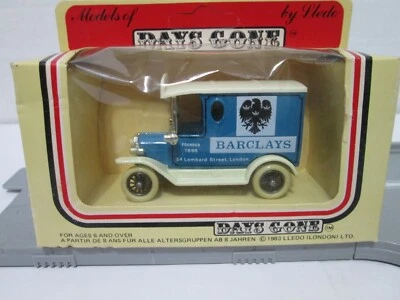 Models of by Lledo
DAYS GONE
BARCLAYS
FOUNDED
1896
54 Lombard Street, London.
DAYS GONE
FOR AGES 8 AND OVER
A PARTIR DE 8 ANS/FÜR ALLE ALTERSGRUPPEN AB 8 JAHREN © 1983 LLEDO (LONDON) LTD.